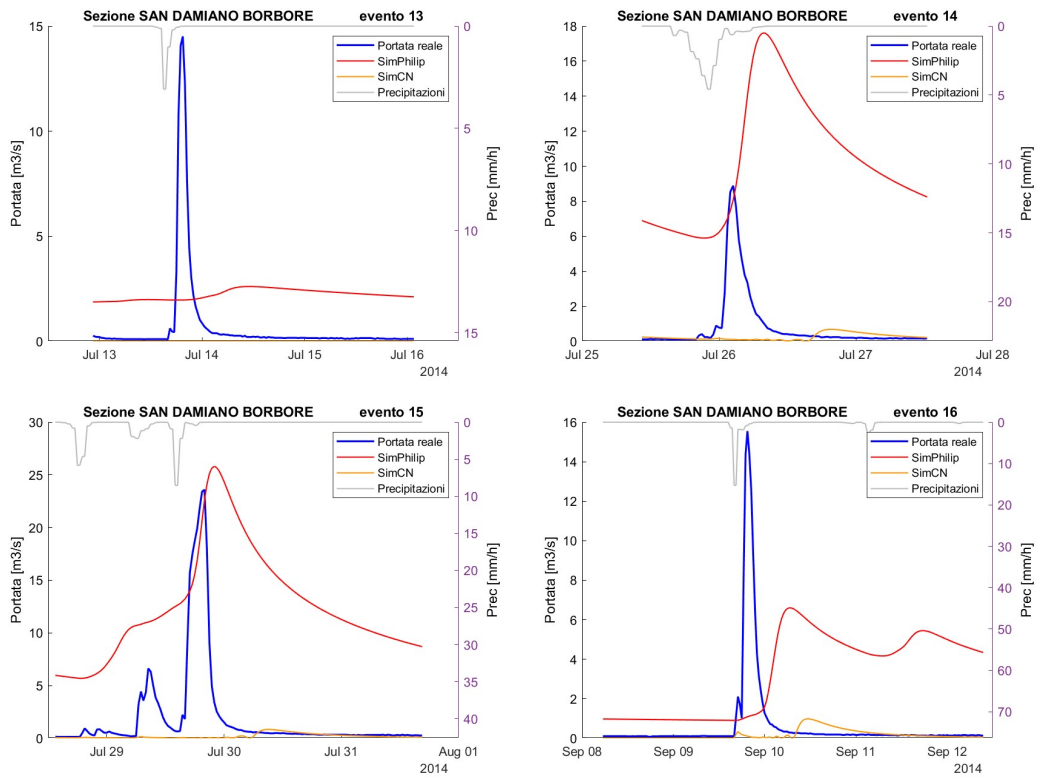 Sezione SAN DAMIANO BORBORE evento 13
15
10
5
0
Portata [m3/s]
Portata reale
SimPhilip
SimCN
Precipitazioni
0
5
10
15
Prec [mm/h]
Jul 13 Jul 14 Jul 15 Jul 16
2014
Sezione SAN DAMIANO BORBORE evento 14
18
16
14
12
10
8
6
4
2
0
Portata [m3/s]
Portata reale
SimPhilip
SimCN
Precipitazioni
0
5
10
15
20
Prec [mm/h]
Jul 25 Jul 26 Jul 27 Jul 28
2014
Sezione SAN DAMIANO BORBORE evento 15
30
25
20
15
10
5
0
Portata [m3/s]
Portata reale
SimPhilip
SimCN
Precipitazioni
0
5
10
15
20
25
30
35
40
Prec [mm/h]
Jul 29 Jul 30 Jul 31 Aug 01
2014
Sezione SAN DAMIANO BORBORE evento 16
16
14
12
10
8
6
4
2
0
Portata [m3/s]
Portata reale
SimPhilip
SimCN
Precipitazioni
0
10
20
30
40
50
60
70
Prec [mm/h]
Sep 08 Sep 09 Sep 10 Sep 11 Sep 12
2014